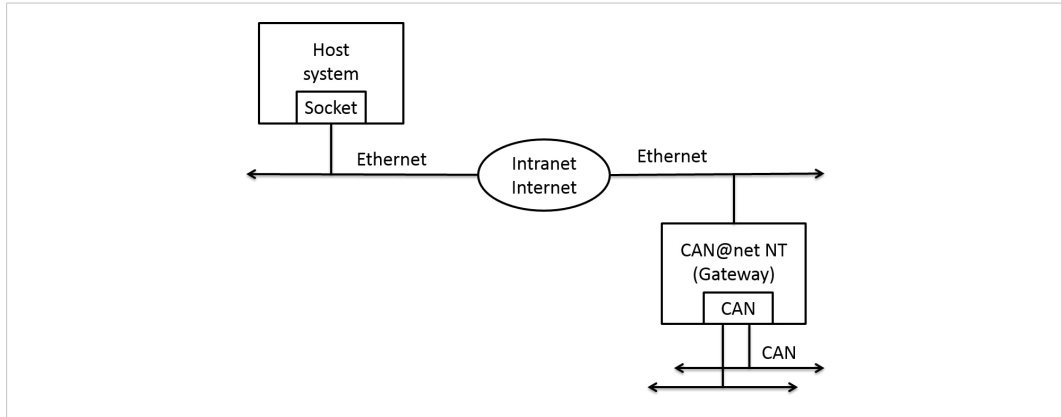 Host
system
Socket
Ethernet
Intranet
Internet
Ethernet
CAN@net NT
(Gateway)
CAN
CAN